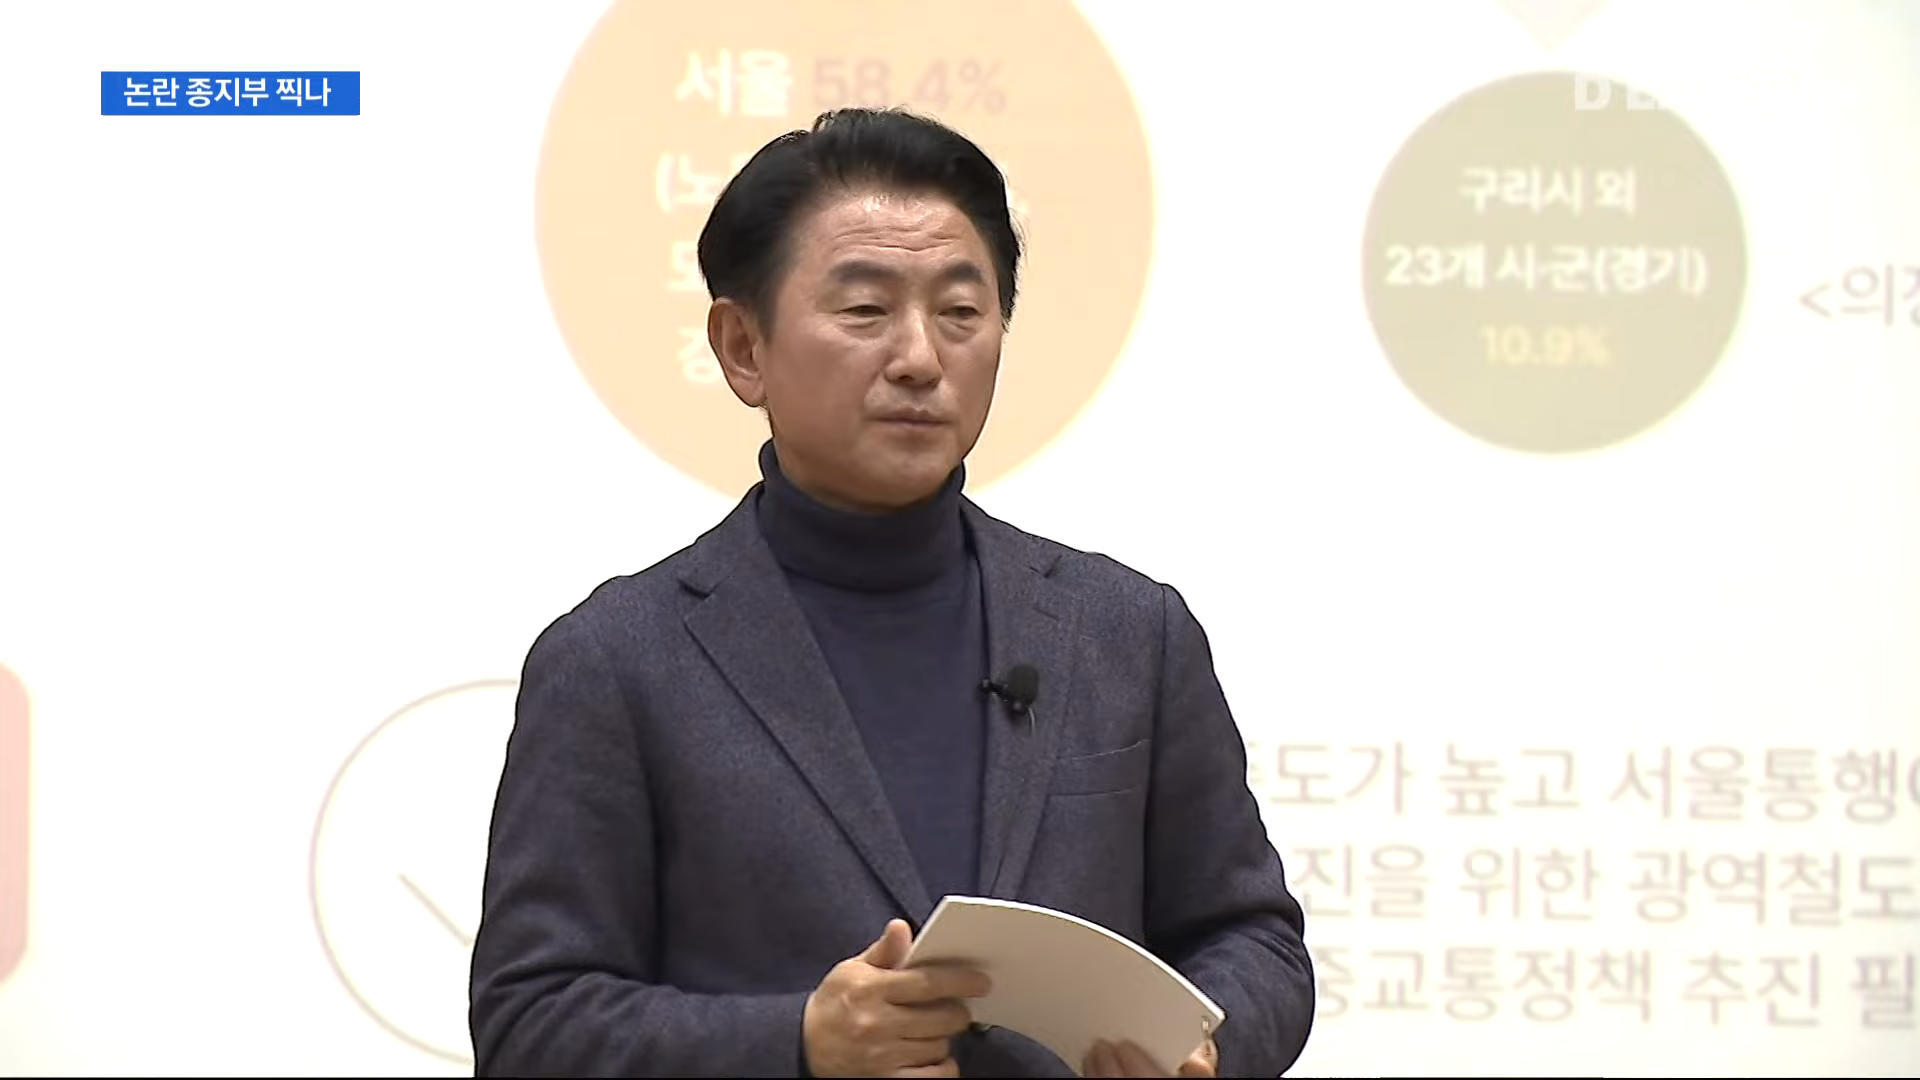 논란 종지부 찍나
서울 58.4%
(노
구리시 외
23개 시·군(경기)
10.9%
<의정
도가 높고 서울통행
진을 위한 광역철도
중교통정책 추진 필